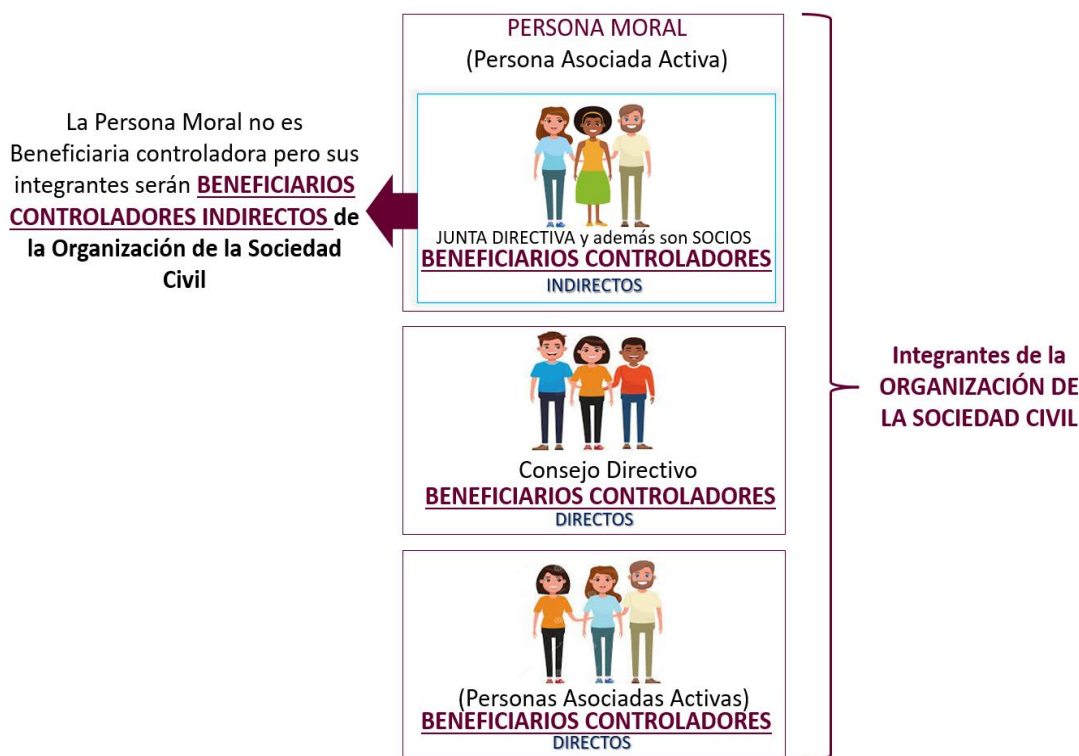 La Persona Moral no es
Beneficiaria controladora pero sus
integrantes serán BENEFICIARIOS
CONTROLADORES INDIRECTOS de
la Organización de la Sociedad
Civil
PERSONA MORAL
(Persona Asociada Activa)
JUNTA DIRECTIVA y además son SOCIOS
BENEFICIARIOS CONTROLADORES
INDIRECTOS
Consejo Directivo
BENEFICIARIOS CONTROLADORES
DIRECTOS
(Personas Asociadas Activas)
BENEFICIARIOS CONTROLADORES
DIRECTOS
Integrantes de la
ORGANIZACIÓN DE
LA SOCIEDAD CIVIL